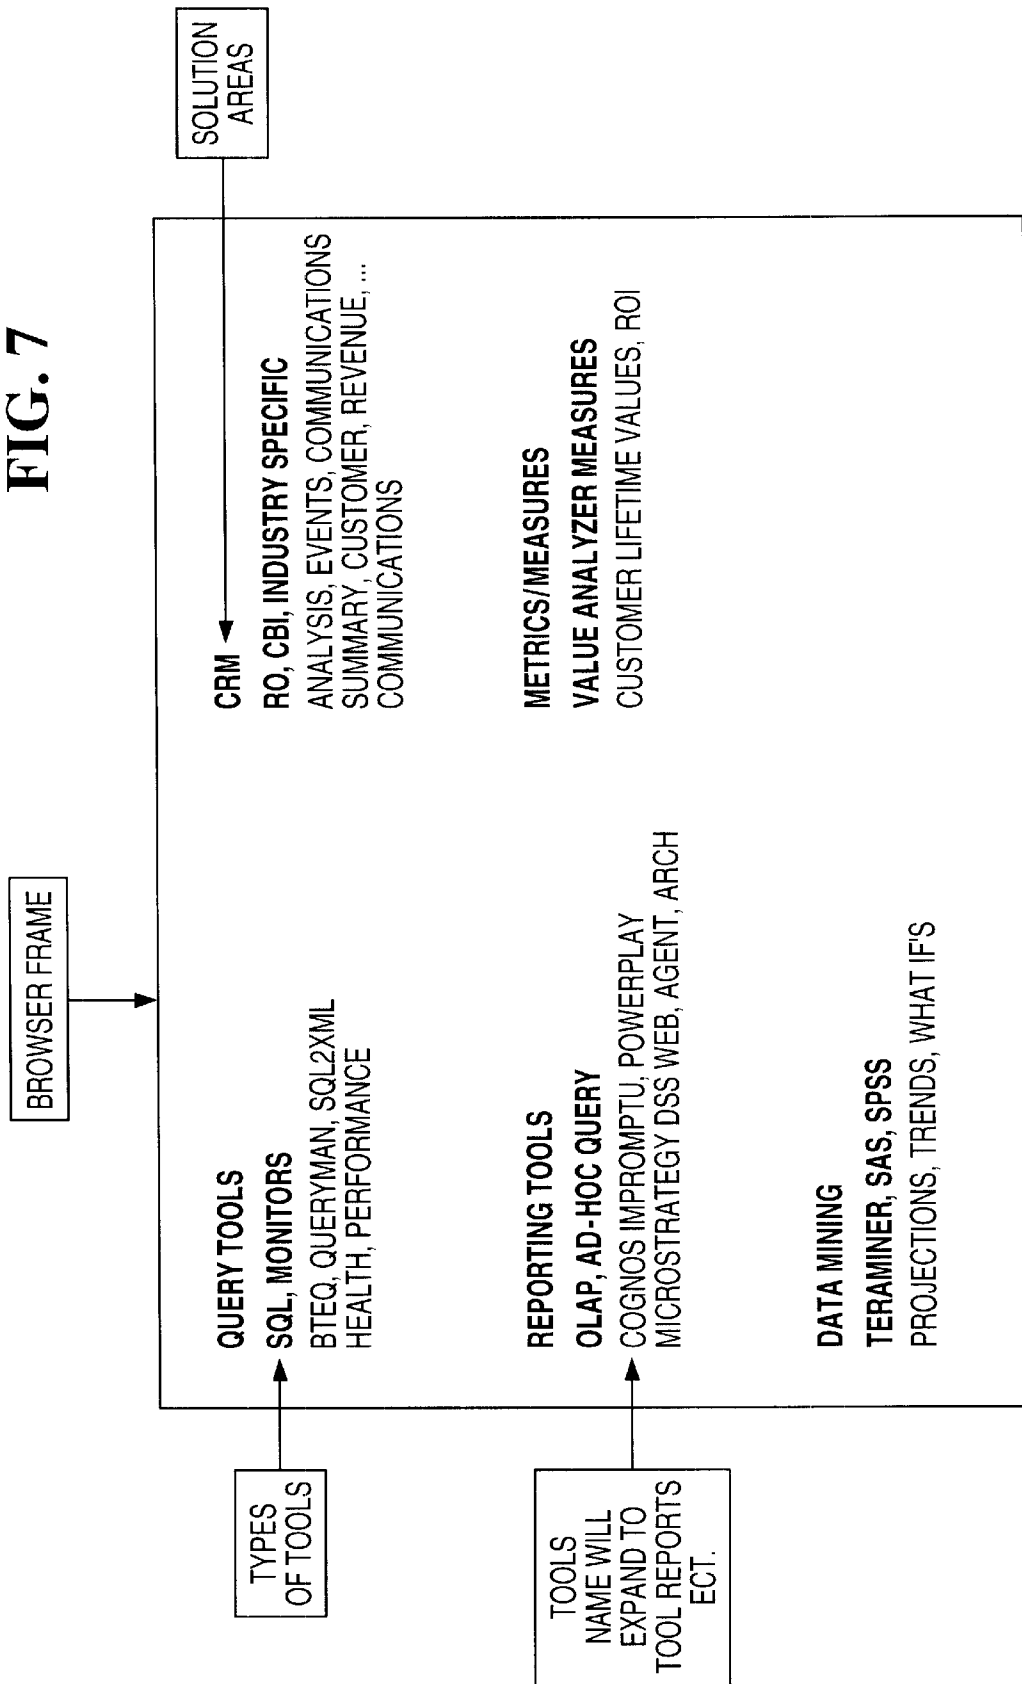 FIG. 7
BROWSER FRAME
SOLUTION
AREAS
TYPES
OF TOOLS
TOOLS
NAME WILL
EXPAND TO
TOOL REPORTS
ECT.
QUERY TOOLS
SQL, MONITORS
BTEQ, QUERYMAN, SQL2XML
HEALTH, PERFORMANCE
CRM
RO, CBI, INDUSTRY SPECIFIC
ANALYSIS, EVENTS, COMMUNICATIONS
SUMMARY, CUSTOMER, REVENUE, ...
COMMUNICATIONS
REPORTING TOOLS
OLAP, AD-HOC QUERY
COGNOS IMPROMPTU, POWERPLAY
MICROSTRATEGY DSS WEB, AGENT, ARCH
METRICS/MEASURES
VALUE ANALYZER MEASURES
CUSTOMER LIFETIME VALUES, ROI
DATA MINING
TERAMINER, SAS, SPSS
PROJECTIONS, TRENDS, WHAT IF'S